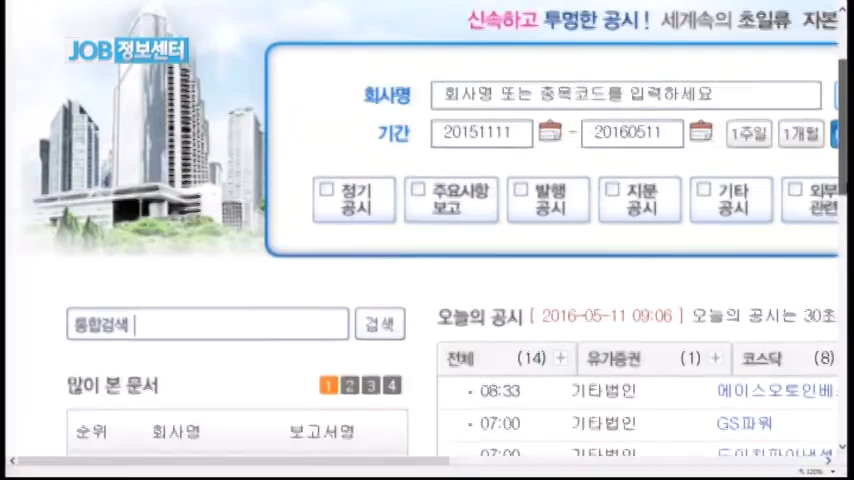 신속하고 투명한 공시! 세계속의 초일류 자본
JOB 정보센터
회사명 회사명 또는 종목코드를 입력하세요
기간 20151111 - 20160511 1주일 1개월
정기 공시
주요사항 보고
발행 공시
지분 공시
기타 공시
외부 관련
통합검색 검색
오늘의 공시 [ 2016-05-11 09:06 ] 오늘의 공시는 30초
전체 (14) + 유가증권 (1) + 코스닥 (8)
많이 본 문서 1 2 3 4
· 08:33 기타법인 에이스오토인베
순위 회사명 보고서명
· 07:00 기타법인 GS파워